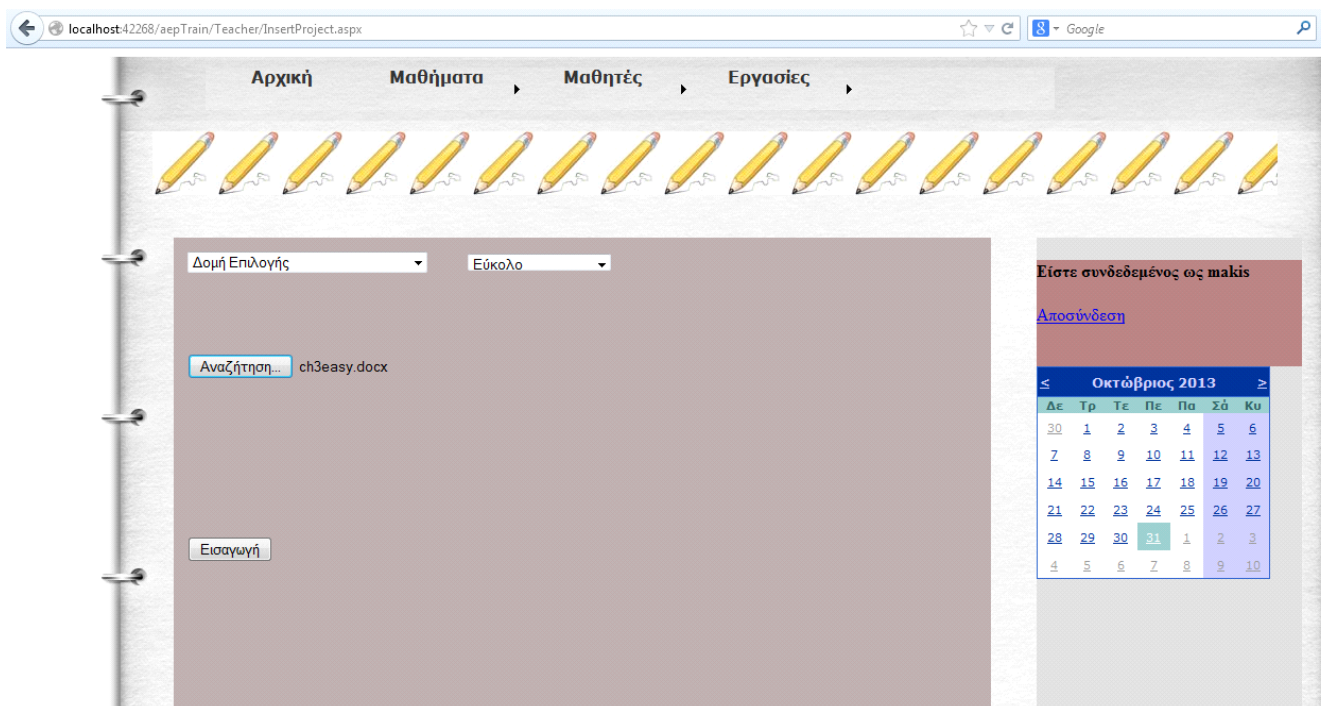 localhost:42268/aepTrain/Teacher/InsertProject.aspx
8 Google
Αρχική Μαθήματα Μαθητές Εργασίες
Δομή Επιλογής Εύκολο
Αναζήτηση... ch3easy.docx
Εισαγωγή
Είστε συνδεδεμένος ως makis
Αποσύνδεση
< Οκτώβριος 2013 >
Δε Τρ Τε Πε Πα Σά Κυ
30 1 2 3 4 5 6
7 8 9 10 11 12 13
14 15 16 17 18 19 20
21 22 23 24 25 26 27
28 29 30 31 1 2 3
4 5 6 7 8 9 10